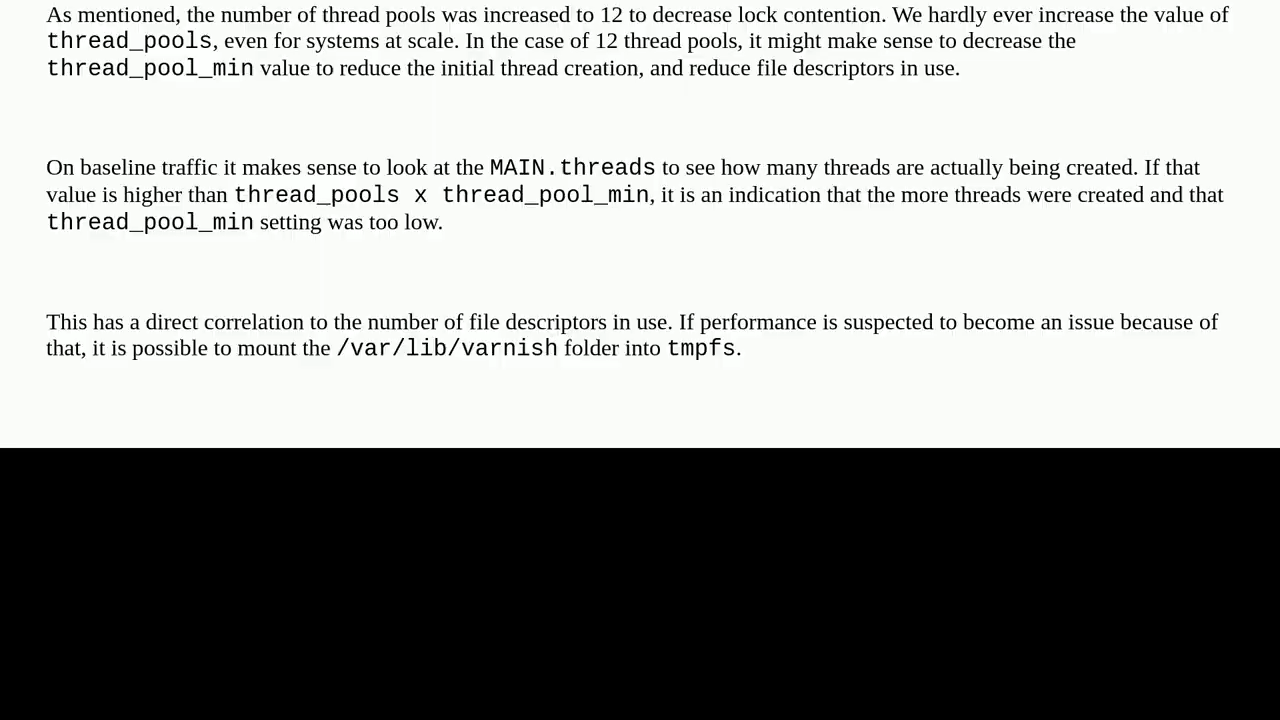 As mentioned, the number of thread pools was increased to 12 to decrease lock contention. We hardly ever increase the value of
thread_pools, even for systems at scale. In the case of 12 thread pools, it might make sense to decrease the
thread_pool_min value to reduce the initial thread creation, and reduce file descriptors in use.
On baseline traffic it makes sense to look at the MAIN.threads to see how many threads are actually being created. If that
value is higher than thread_pools x thread_pool_min, it is an indication that the more threads were created and that
thread_pool_min setting was too low.
This has a direct correlation to the number of file descriptors in use. If performance is suspected to become an issue because of
that, it is possible to mount the /var/lib/varnish folder into tmpfs.